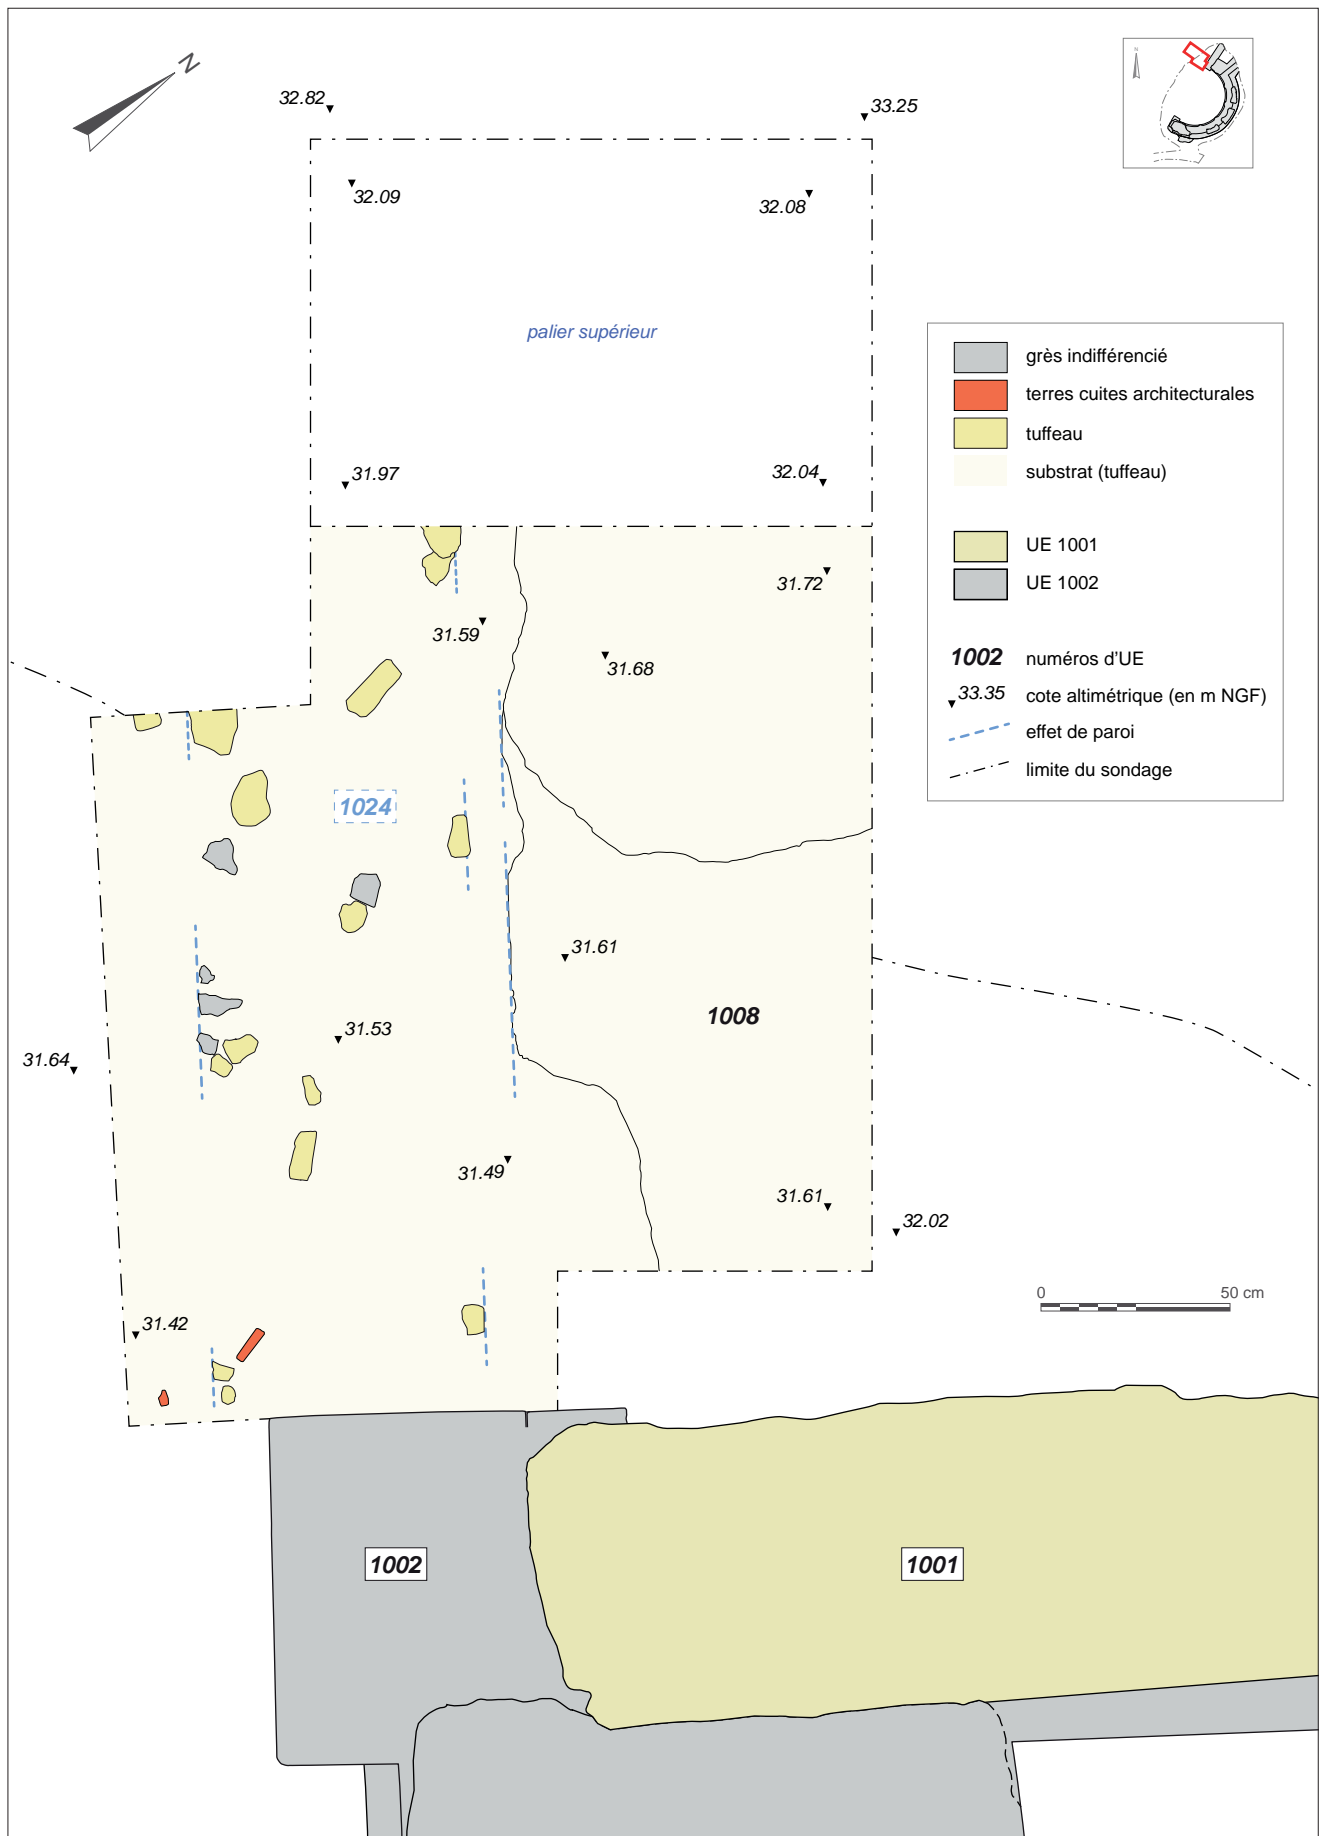 N
N
32.82
33.25
32.09
32.08
palier supérieur
31.97
32.04
grès indifférencié
terres cuites architecturales
tuffeau
substrat (tuffeau)
UE 1001
UE 1002
1002 numéros d'UE
33.35 cote altimétrique (en m NGF)
effet de paroi
limite du sondage
31.72
31.59
31.68
1024
31.61
1008
31.53
31.64
31.49
31.61
32.02
0 50 cm
31.42
1002
1001